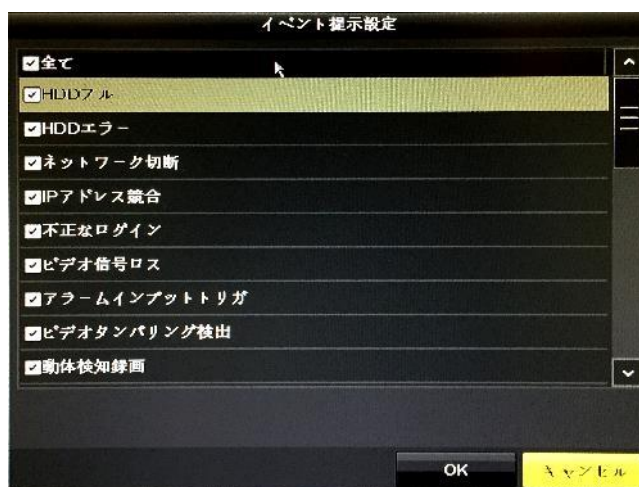 イベント提示設定
全て
HDDフル
HDDエラー
ネットワーク切断
IPアドレス競合
不正なログイン
ビデオ信号ロス
アラームインプットトリガ
ビデオタンパリング検出
動体検知録画
OK
キャンセル